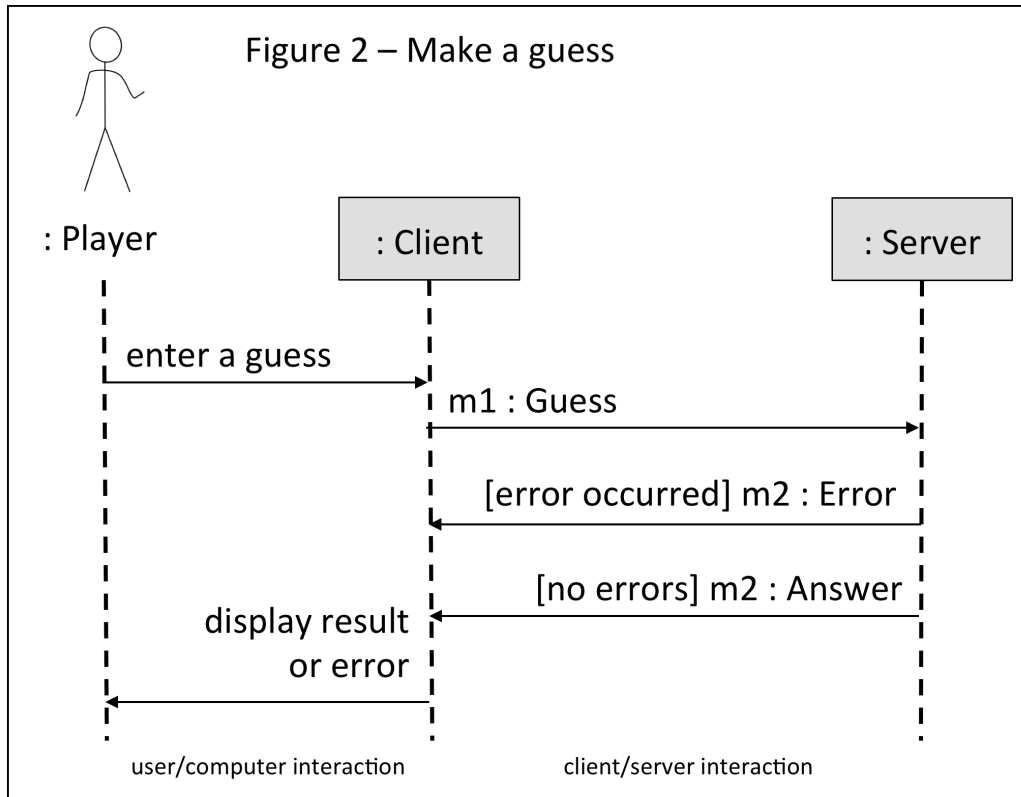 Figure 2 – Make a guess
: Player
: Client
: Server
enter a guess
m1 : Guess
[error occurred] m2 : Error
[no errors] m2 : Answer
display result
or error
user/computer interaction
client/server interaction